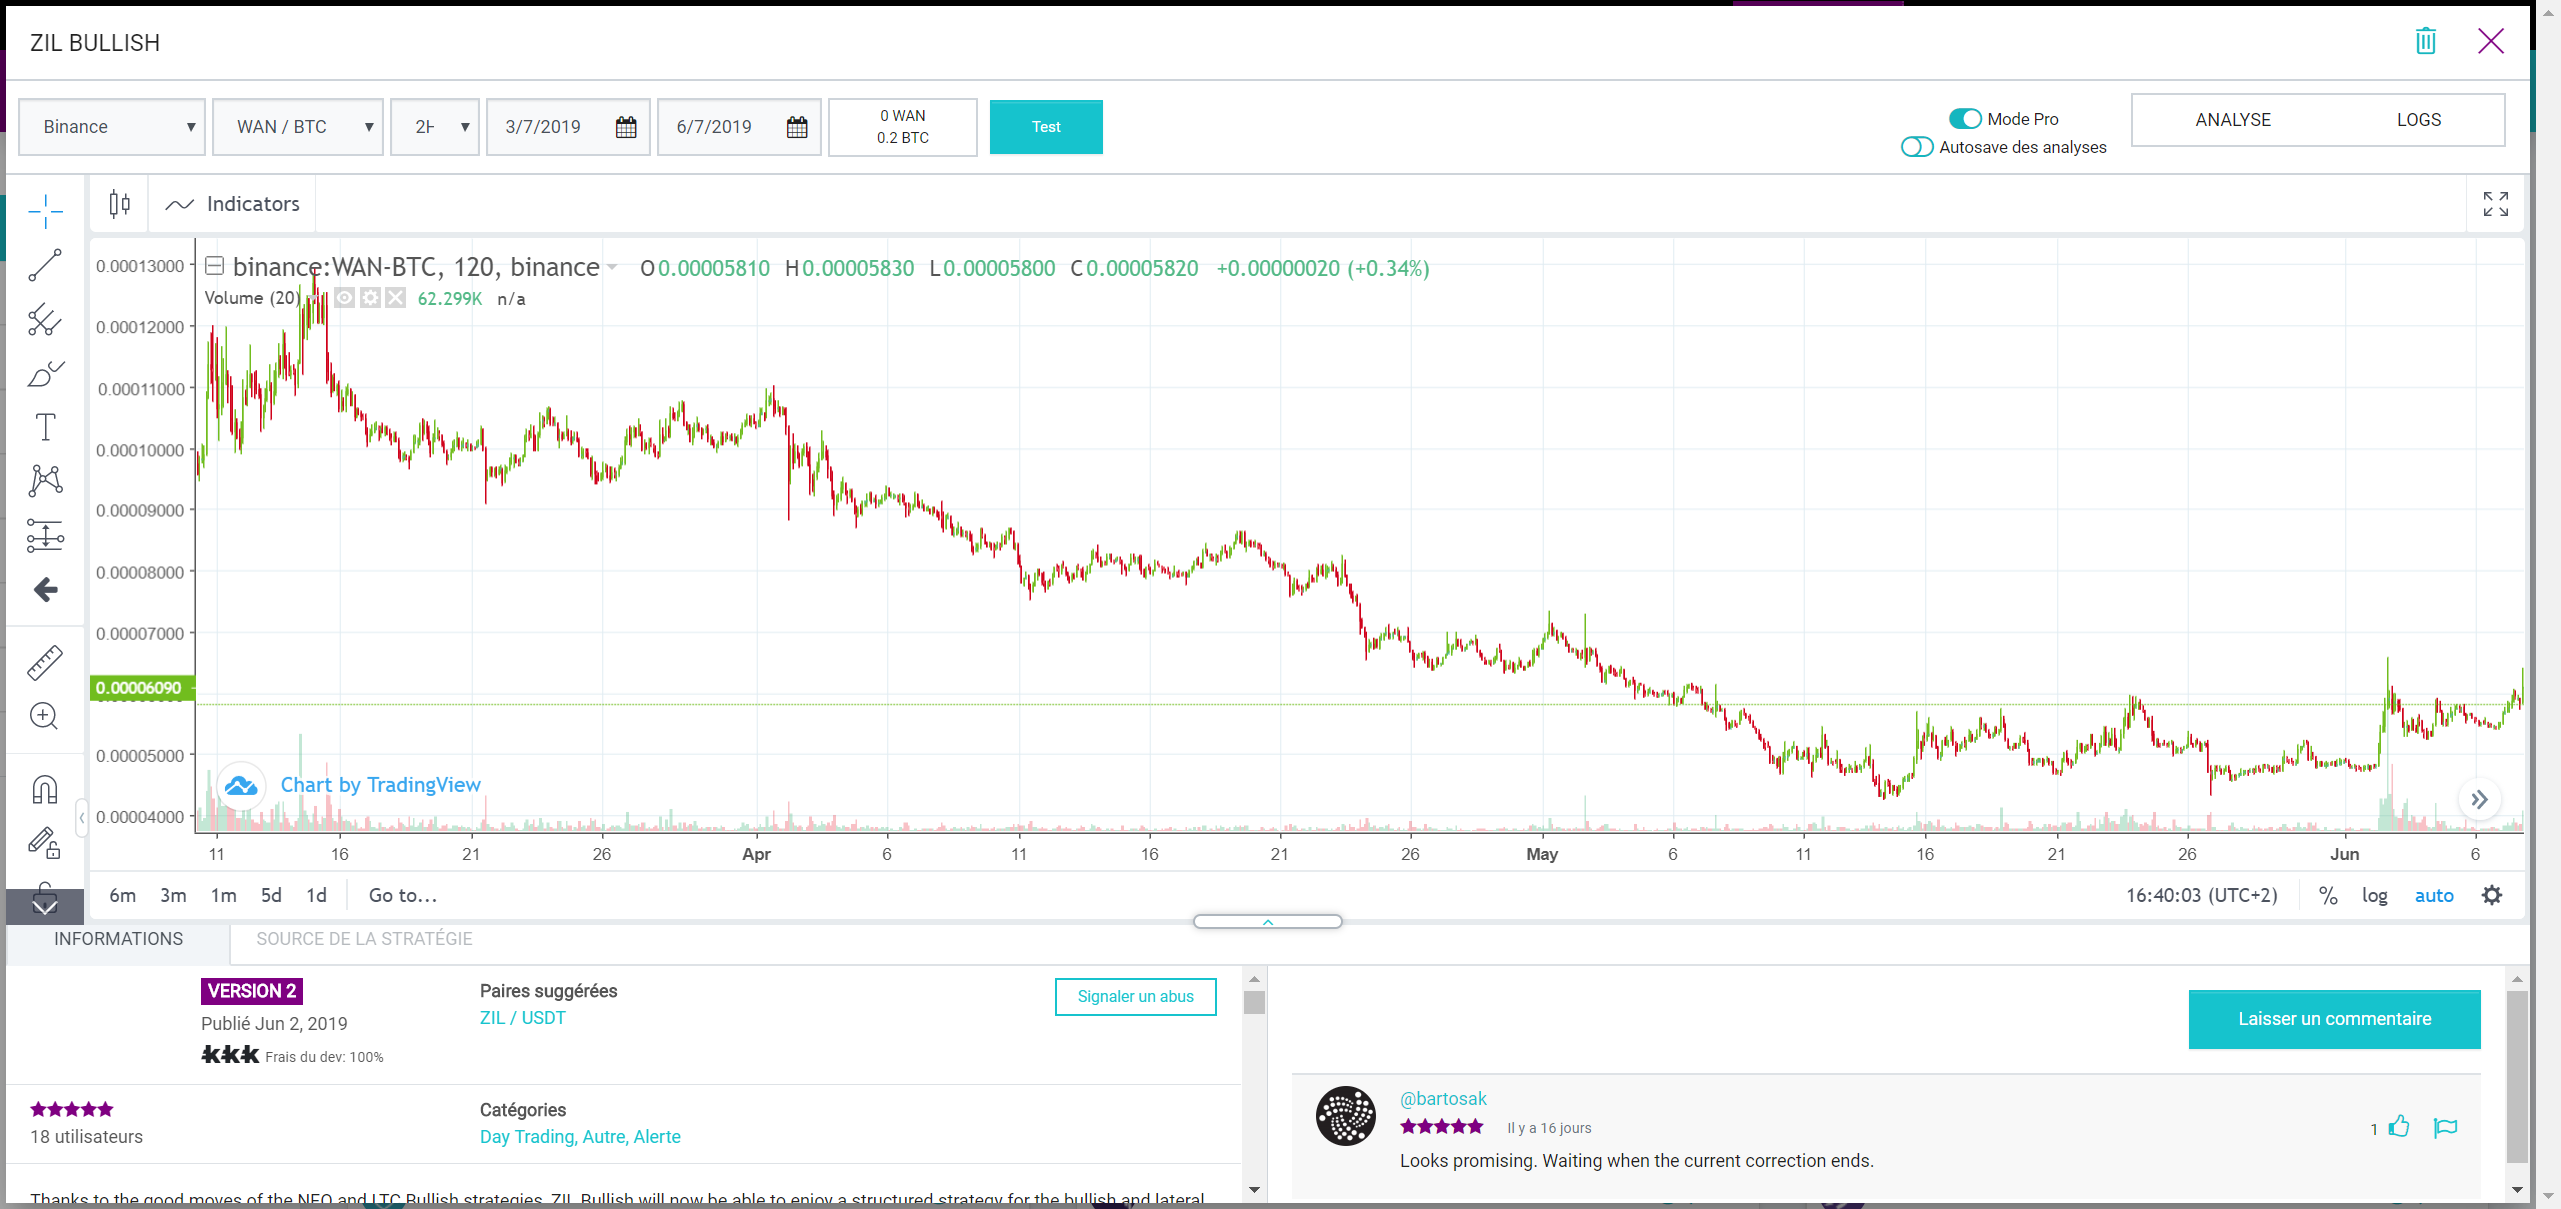 ZIL BULLISH
Binance
WAN / BTC
2H
3/7/2019
6/7/2019
0 WAN
0.2 BTC
Test
Mode Pro
Autosave des analyses
ANALYSE
LOGS
Indicators
binance:WAN-BTC, 120, binance O0.00005810 H0.00005830 L0.00005800 C0.00005820 +0.00000020 (+0.34%)
Volume (20) 62.299K n/a
0.00013000
0.00012000
0.00011000
0.00010000
0.00009000
0.00008000
0.00007000
0.00006090
0.00005000
0.00004000
Chart by TradingView
11 16 21 26 Apr 6 11 16 21 26 May 6 11 16 21 26 Jun 6
6m 3m 1m 5d 1d Go to... 16:40:03 (UTC+2) % log auto
INFORMATIONS
SOURCE DE LA STRATÉGIE
VERSION 2
Publié Jun 2, 2019
Frais du dev: 100%
Paires suggérées
ZIL / USDT
Signaler un abus
18 utilisateurs
Catégories
Day Trading, Autre, Alerte
Thanks to the good moves of the NEO and LTC Bullish strategies, ZIL Bullish will now be able to enjoy a structured strategy for the bullish and lateral
Laisser un commentaire
@bartosak
Il y a 16 jours
1
Looks promising. Waiting when the current correction ends.